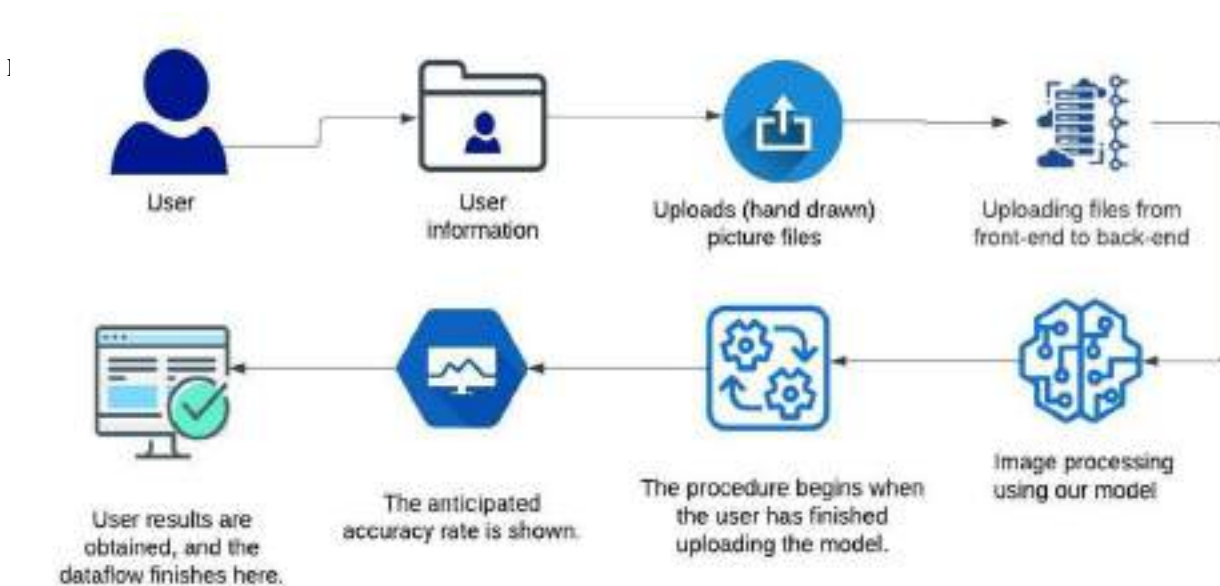 User
User
information
Uploads (hand drawn)
picture files
Uploading files from
front-end to back-end
Image processing
using our model
The procedure begins when
the user has finished
uploading the model.
The anticipated
accuracy rate is shown.
User results are
obtained, and the
dataflow finishes here.